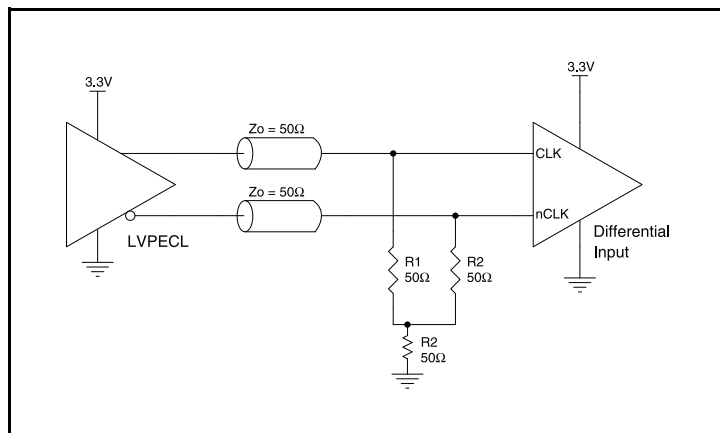 3.3V
3.3V
Zo = 50Ω
CLK
Zo = 50Ω
nCLK
LVPECL
Differential
Input
R1
50Ω
R2
50Ω
R2
50Ω